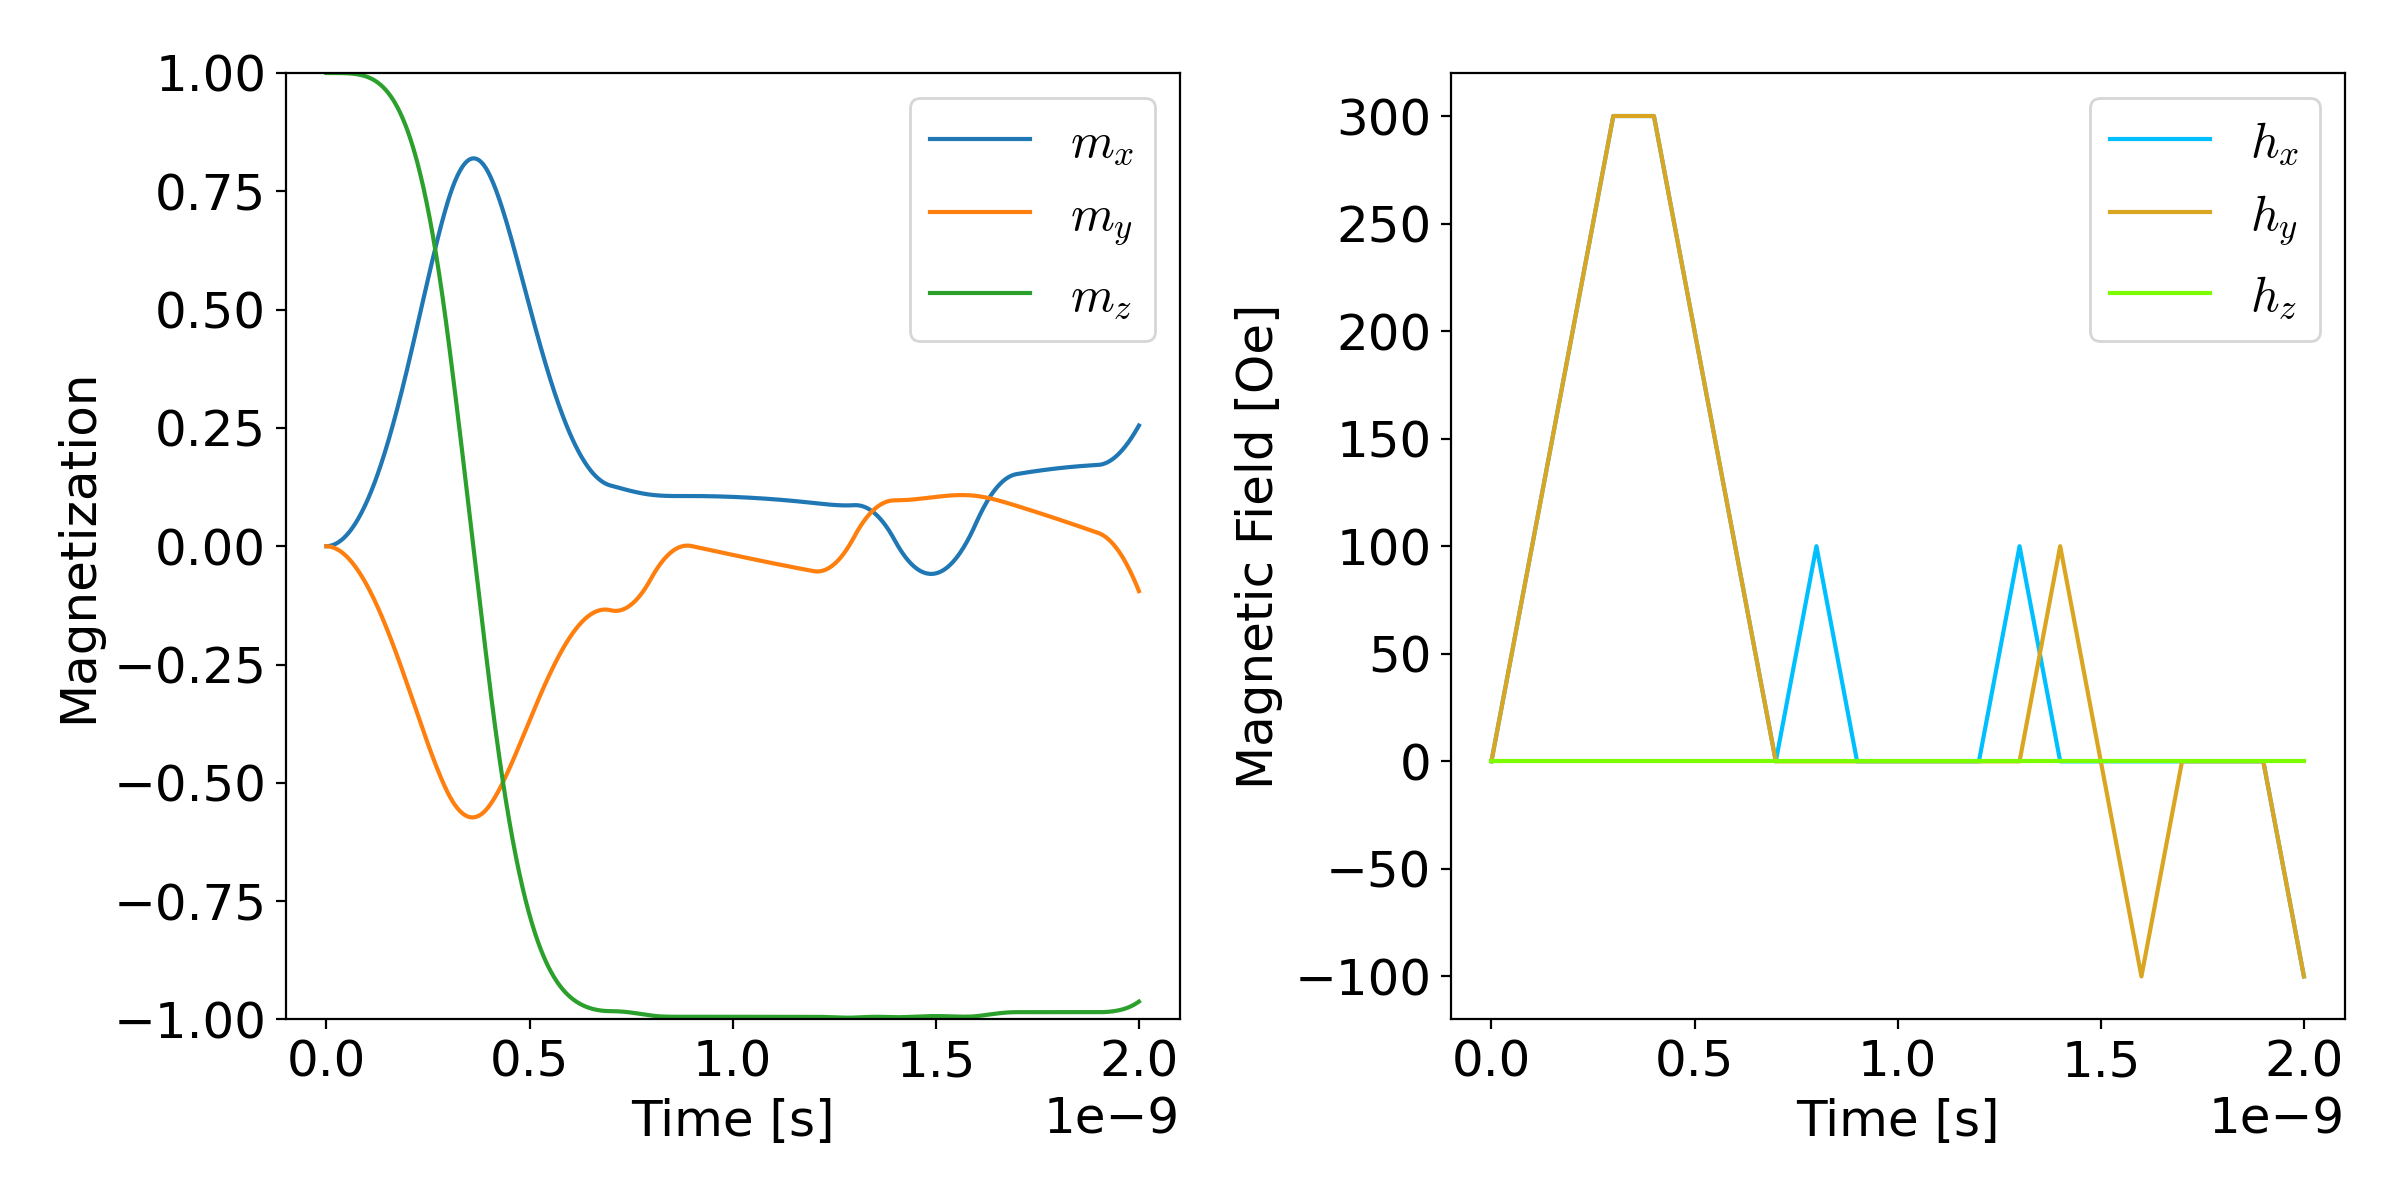 Magnetization
1.00
0.75
0.50
0.25
0.00
−0.25
−0.50
−0.75
−1.00
0.0 0.5 1.0 1.5 2.0
Time [s]
1e−9
m_x
m_y
m_z
Magnetic Field [Oe]
300
250
200
150
100
50
0
−50
−100
0.0 0.5 1.0 1.5 2.0
Time [s]
1e−9
h_x
h_y
h_z